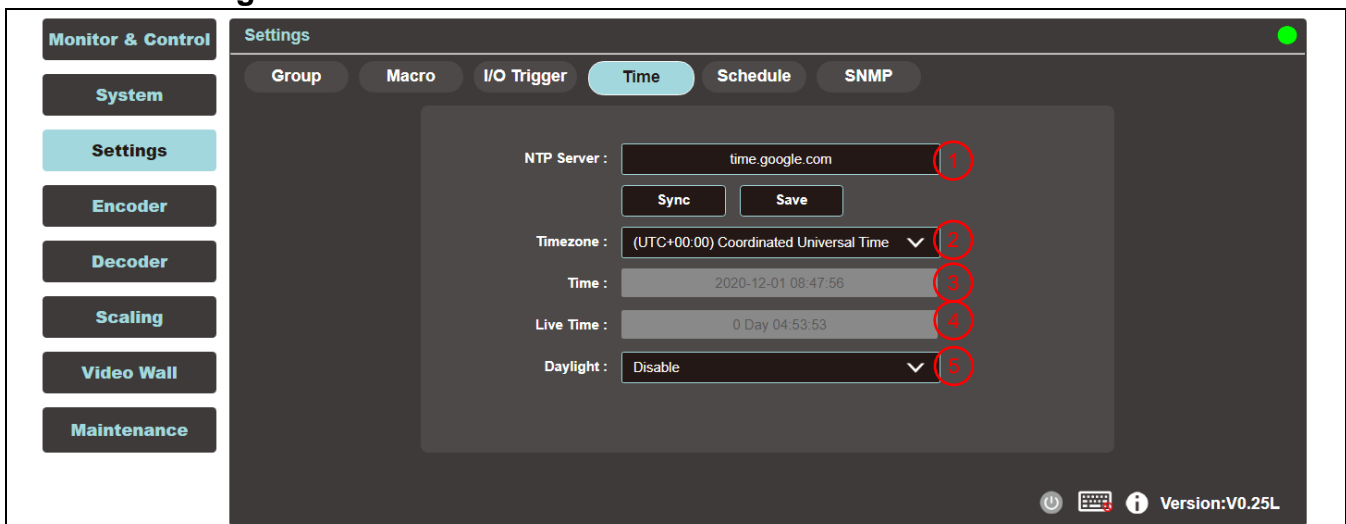 Monitor & Control
System
Settings
Encoder
Decoder
Scaling
Video Wall
Maintenance
Settings
Group Macro I/O Trigger Time Schedule SNMP
NTP Server : time.google.com 1
Sync Save
Timezone : (UTC+00:00) Coordinated Universal Time 2
Time : 2020-12-01 08:47:56 3
Live Time : 0 Day 04:53:53 4
Daylight : Disable 5
Version:V0.25L